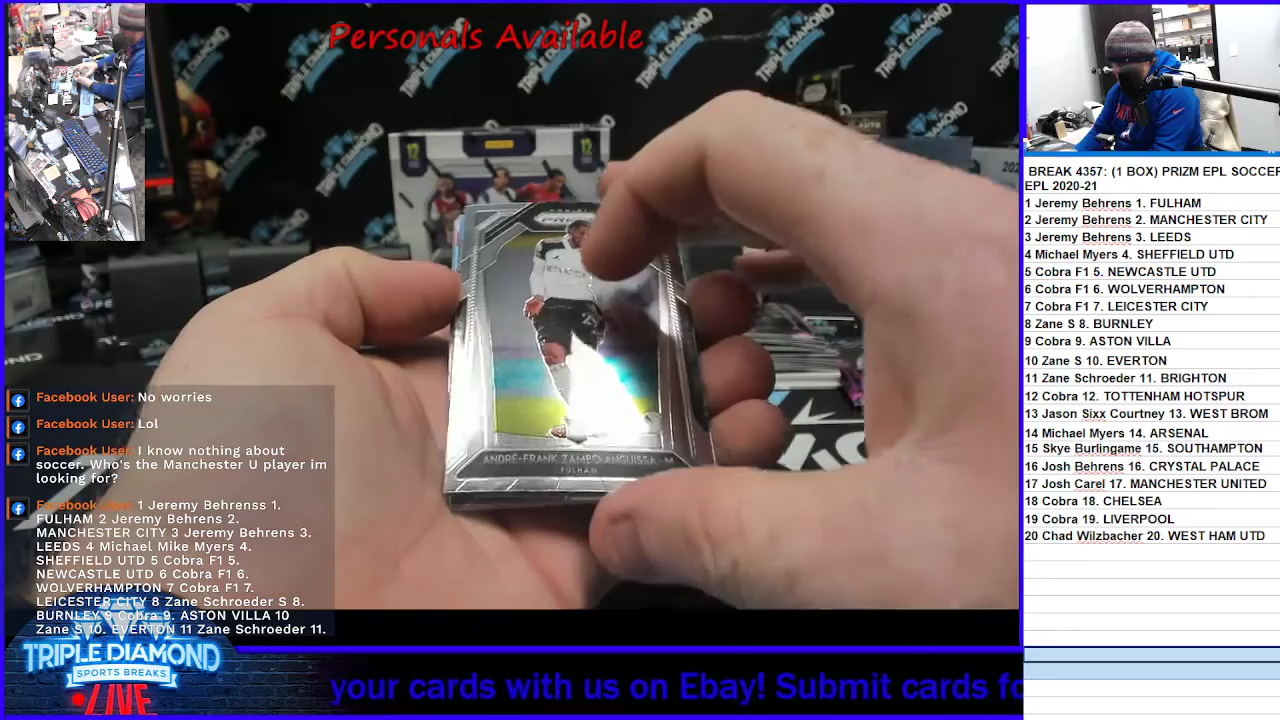 Personals Available
TRIPLE DIAMOND
12
12
PRIZM
ANDRÉ-FRANK ZAMBO ANGUISSA - M
FULHAM
Facebook User: No worries
Facebook User: Lol
Facebook User: I know nothing about
soccer. Who's the Manchester U player im
looking for?
Facebook User: 1 Jeremy Behrenss 1.
FULHAM 2 Jeremy Behrens 2.
MANCHESTER CITY 3 Jeremy Behrends 3.
LEEDS 4 Michael Mike Myers 4.
SHEFFIELD UTD 5 Cobra F1 5.
NEWCASTLE UTD 6 Cobra F1 6.
WOLVERHAMPTON 7 Cobra F1 7.
LEICESTER CITY 8 Zane Schroeder S 8.
BURNLEY 9 Cobra 9. ASTON VILLA 10
Zane S 10. EVERTON 11 Zane Schroeder 11.
TRIPLE DIAMOND
SPORTS BREAKS
LIVE
your cards with us on Ebay! Submit cards fo
BREAK 4357: (1 BOX) PRIZM EPL SOCCER
EPL 2020-21
1 Jeremy Behrens 1. FULHAM
2 Jeremy Behrens 2. MANCHESTER CITY
3 Jeremy Behrens 3. LEEDS
4 Michael Myers 4. SHEFFIELD UTD
5 Cobra F1 5. NEWCASTLE UTD
6 Cobra F1 6. WOLVERHAMPTON
7 Cobra F1 7. LEICESTER CITY
8 Zane S 8. BURNLEY
9 Cobra 9. ASTON VILLA
10 Zane S 10. EVERTON
11 Zane Schroeder 11. BRIGHTON
12 Cobra 12. TOTTENHAM HOTSPUR
13 Jason Sixx Courtney 13. WEST BROM
14 Michael Myers 14. ARSENAL
15 Skye Burlingame 15. SOUTHAMPTON
16 Josh Behrens 16. CRYSTAL PALACE
17 Josh Carel 17. MANCHESTER UNITED
18 Cobra 18. CHELSEA
19 Cobra 19. LIVERPOOL
20 Chad Wilzbacher 20. WEST HAM UTD